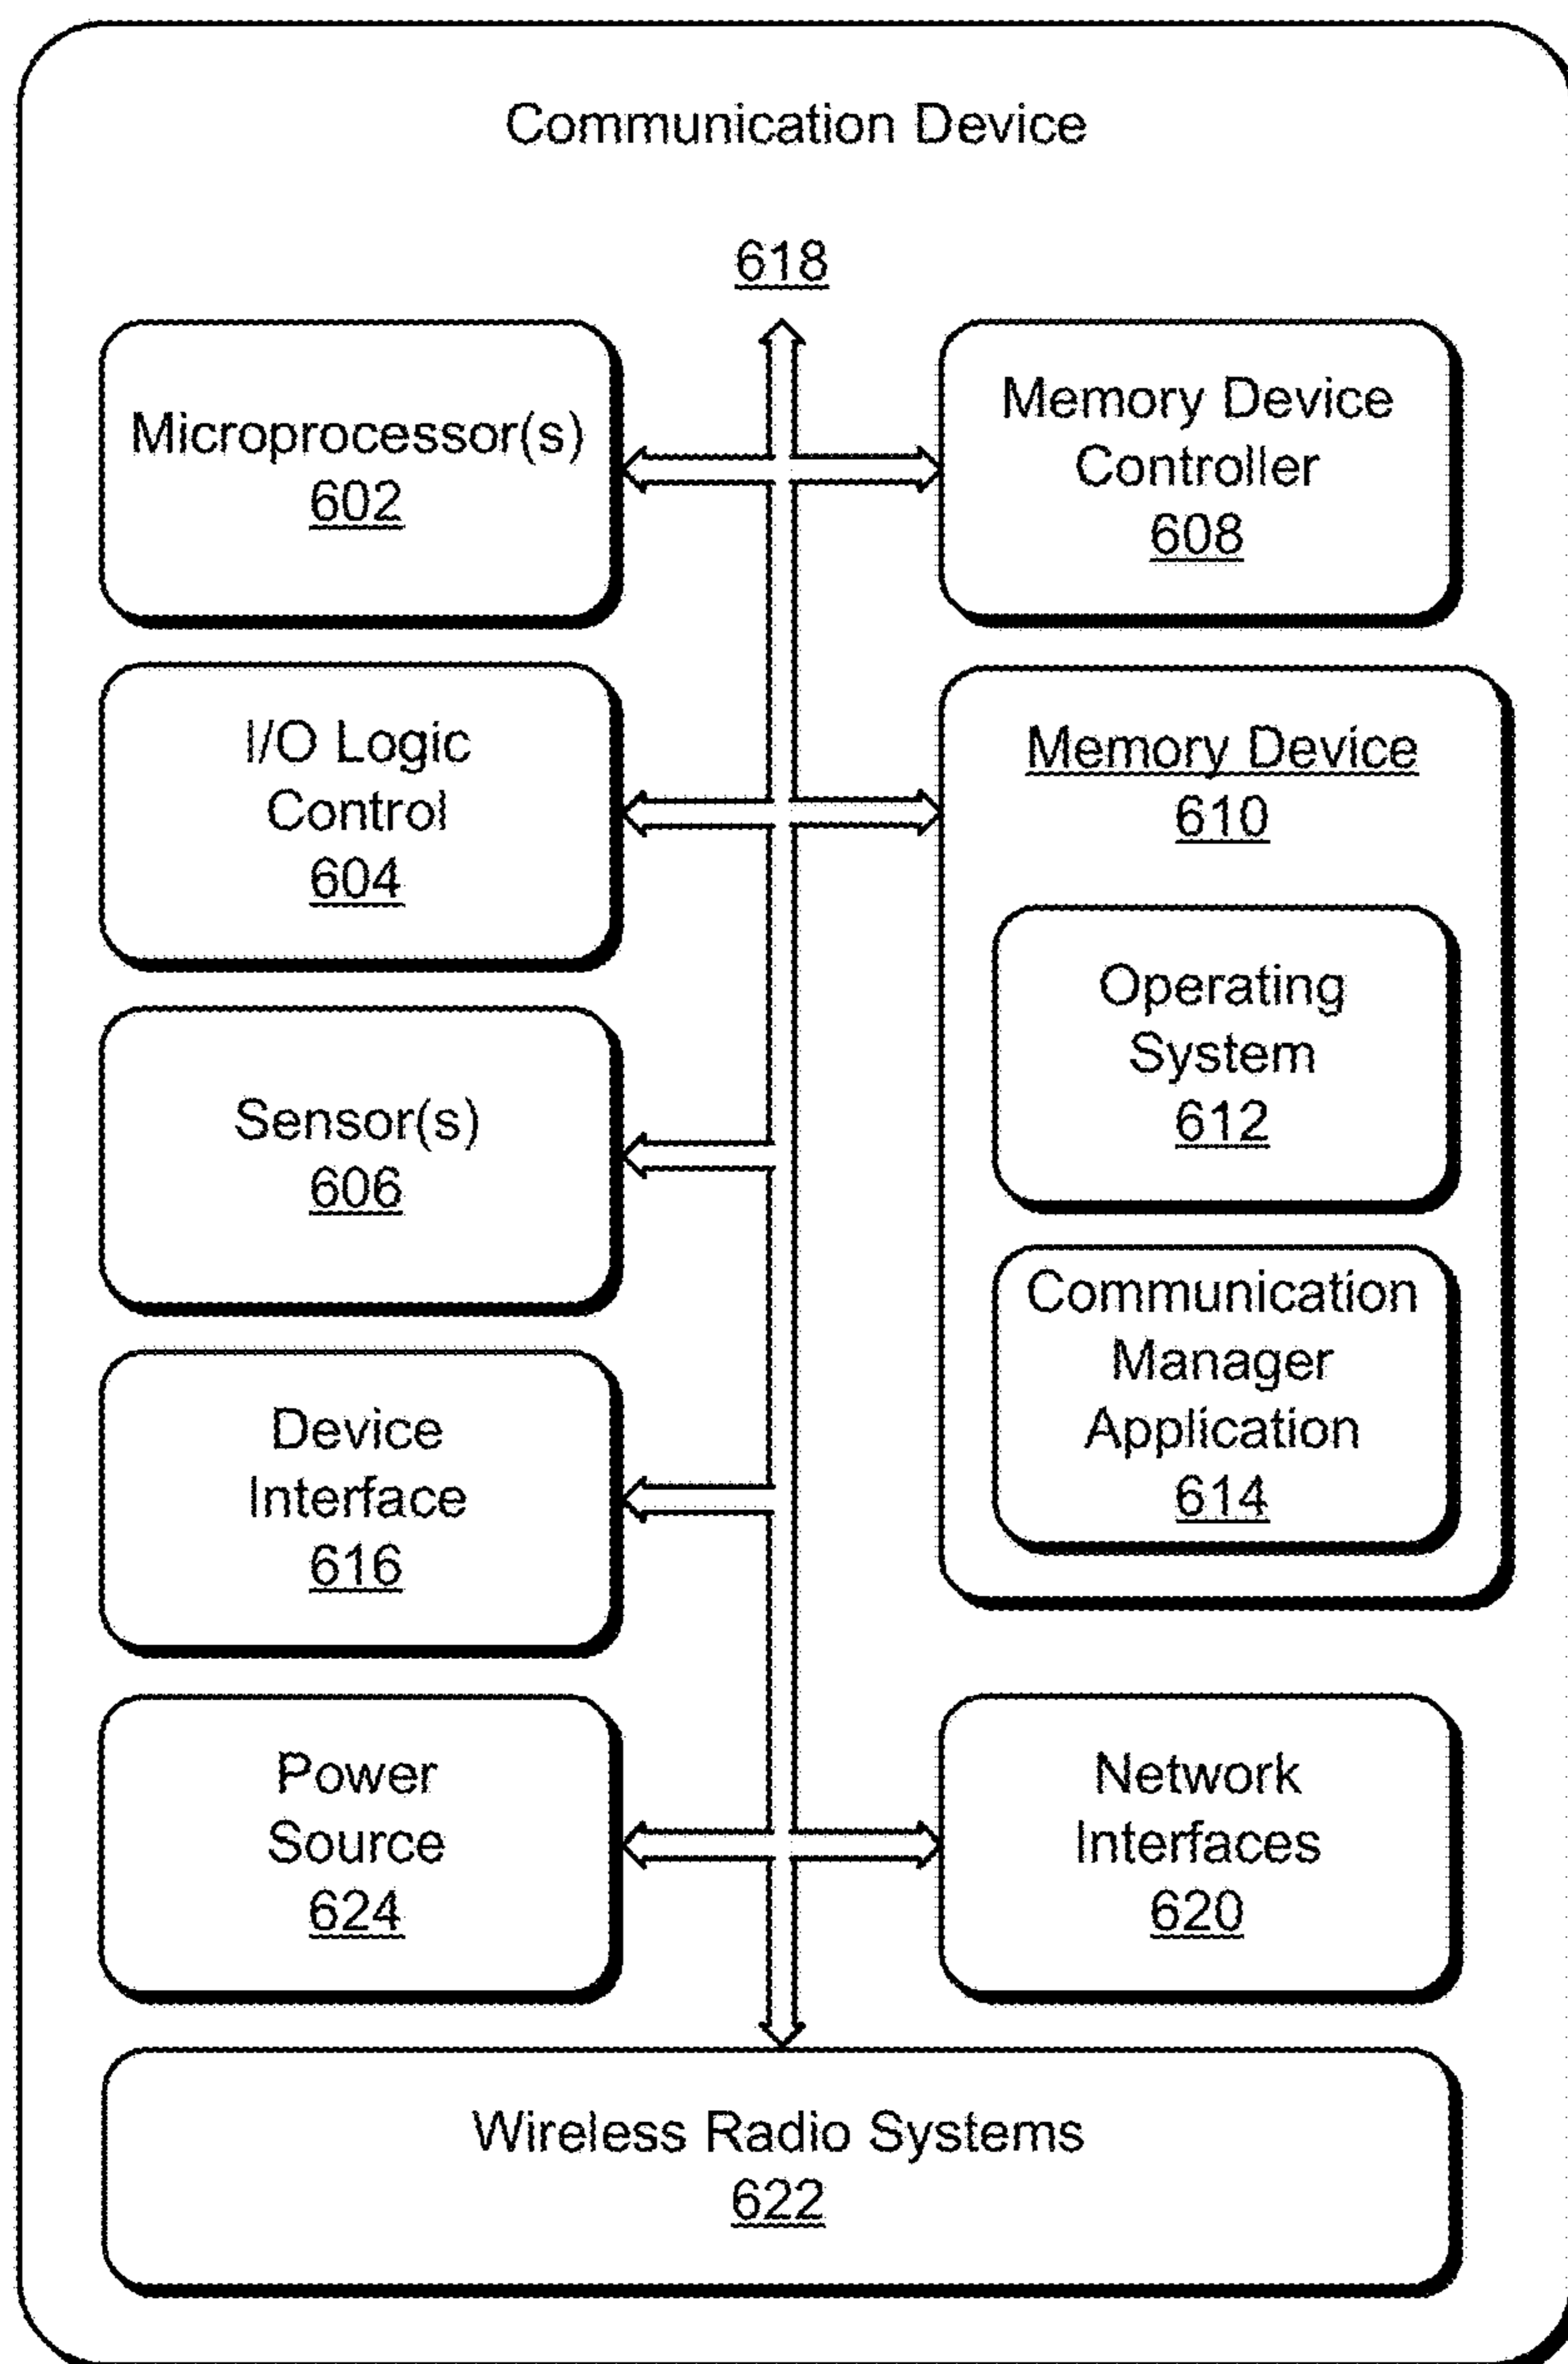 Communication Device
618
Microprocessor(s)
602
Memory Device
Controller
608
I/O Logic
Control
604
Memory Device
610
Operating
System
612
Sensor(s)
606
Communication
Manager
Application
614
Device
Interface
616
Power
Source
624
Network
Interfaces
620
Wireless Radio Systems
622